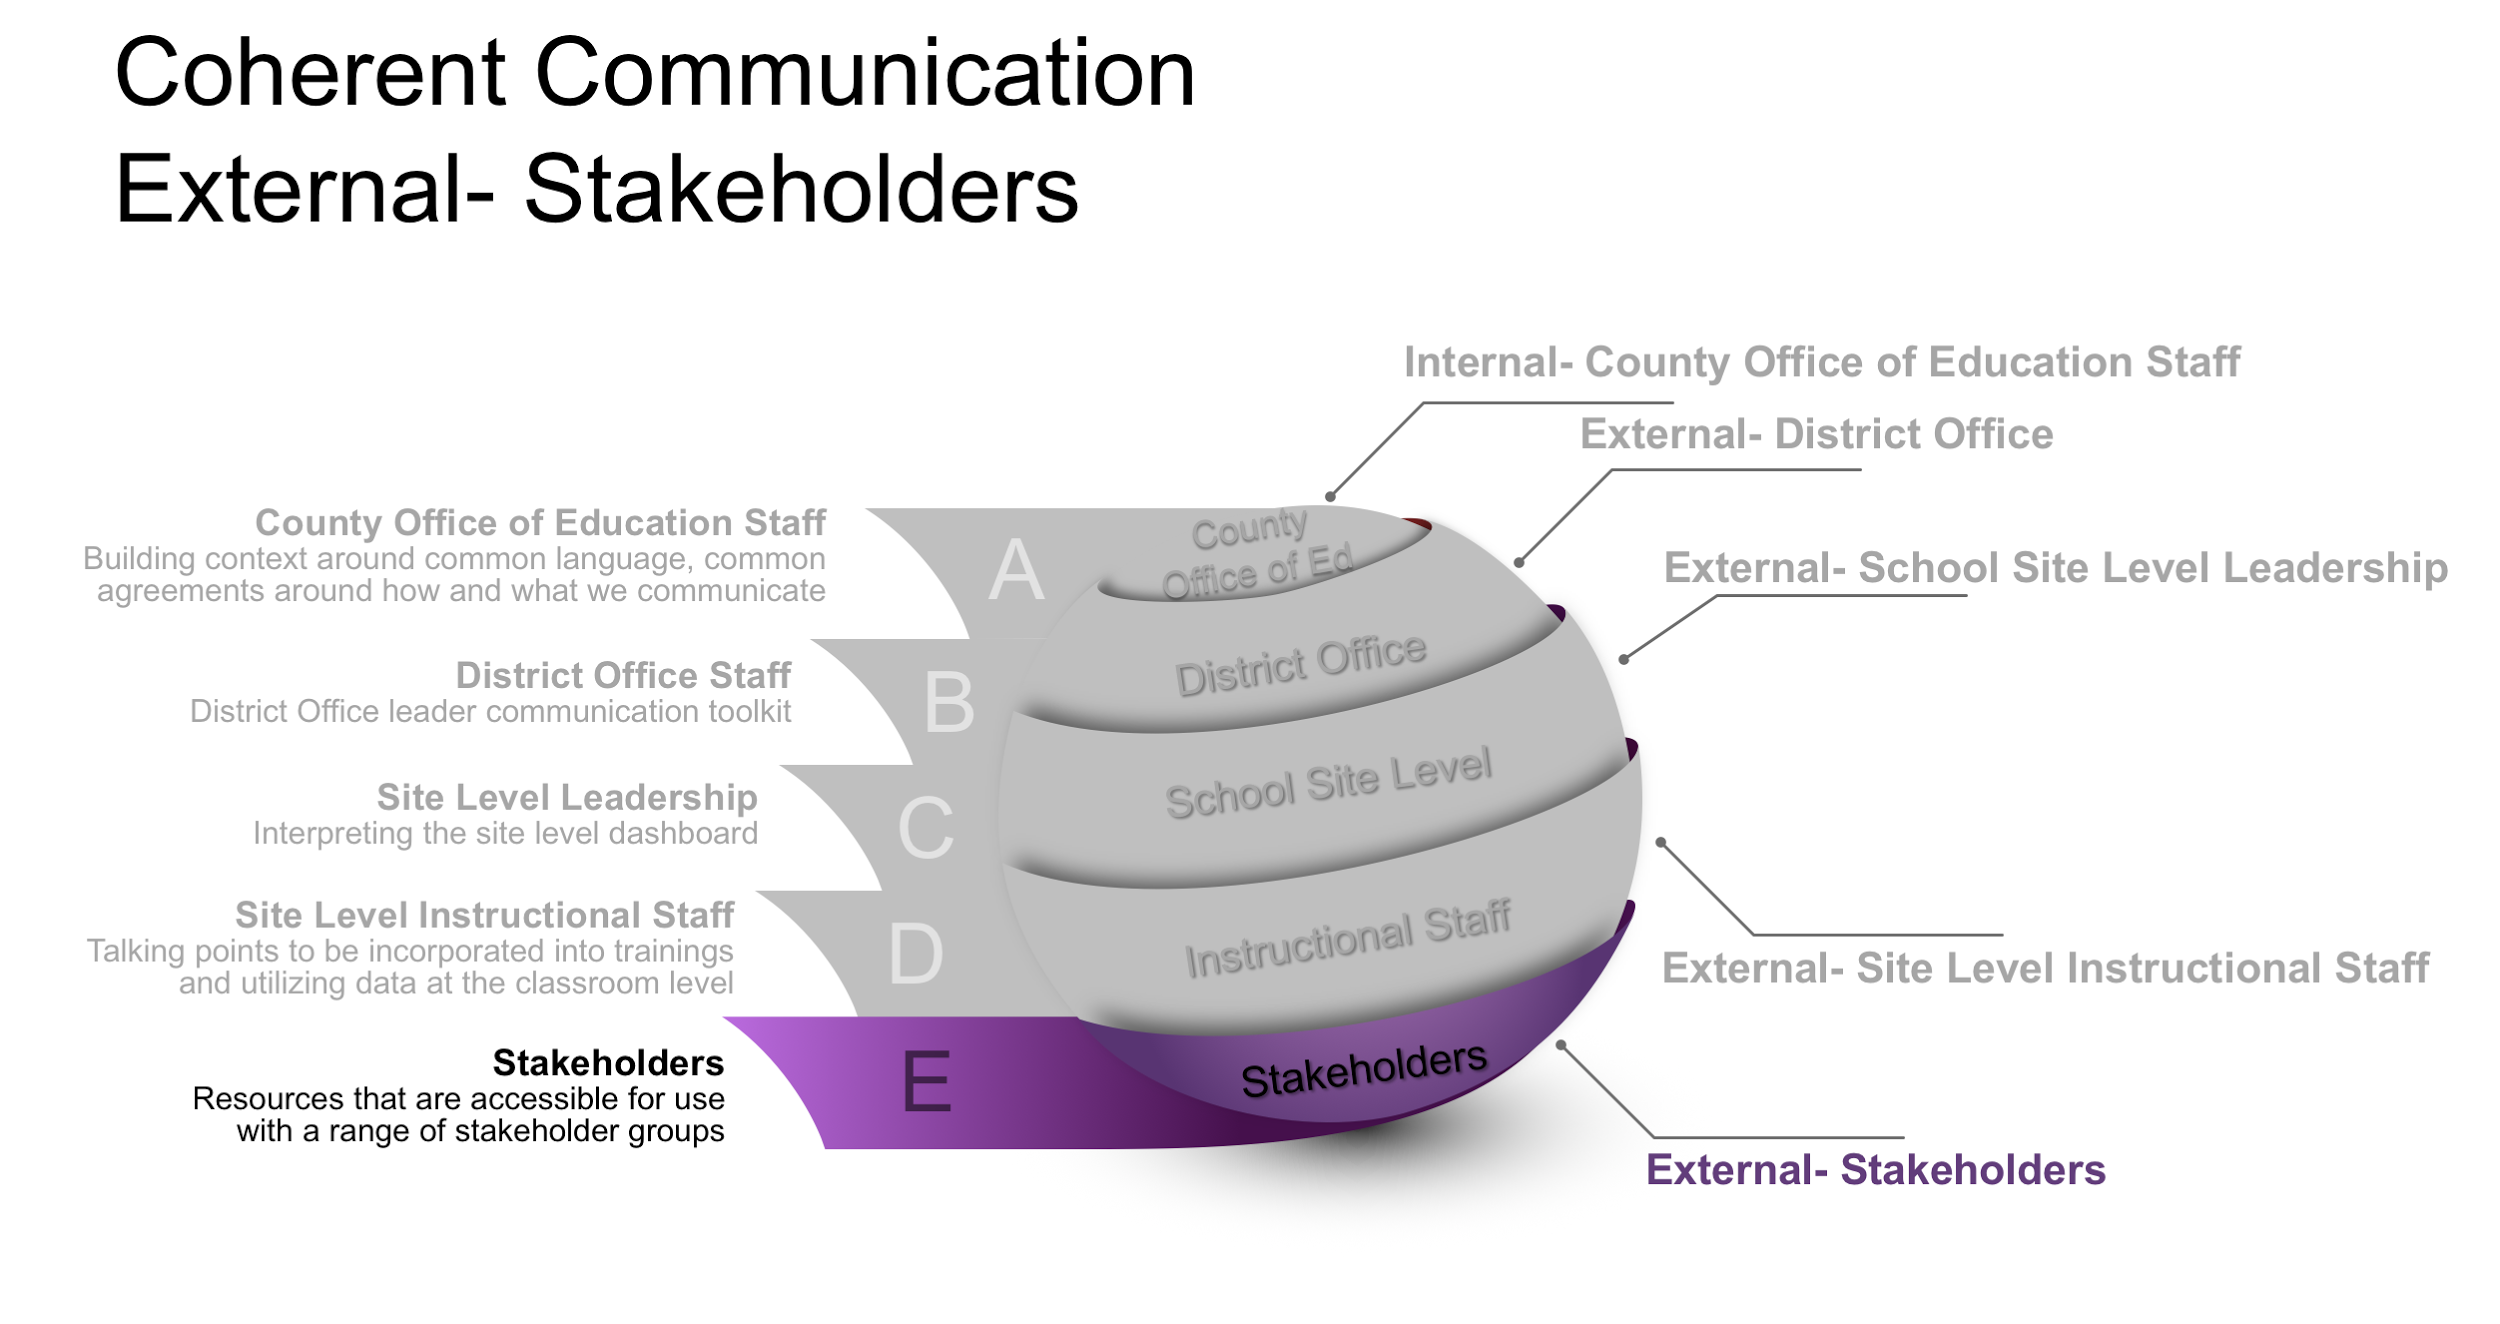 Coherent Communication
External- Stakeholders
Internal- County Office of Education Staff
External- District Office
External- School Site Level Leadership
External- Site Level Instructional Staff
External- Stakeholders
County Office of Education Staff
Building context around common language, common
agreements around how and what we communicate
District Office Staff
District Office leader communication toolkit
Site Level Leadership
Interpreting the site level dashboard
Site Level Instructional Staff
Talking points to be incorporated into trainings
and utilizing data at the classroom level
Stakeholders
Resources that are accessible for use
with a range of stakeholder groups
A
B
C
D
E
County
Office of Ed
District Office
School Site Level
Instructional Staff
Stakeholders